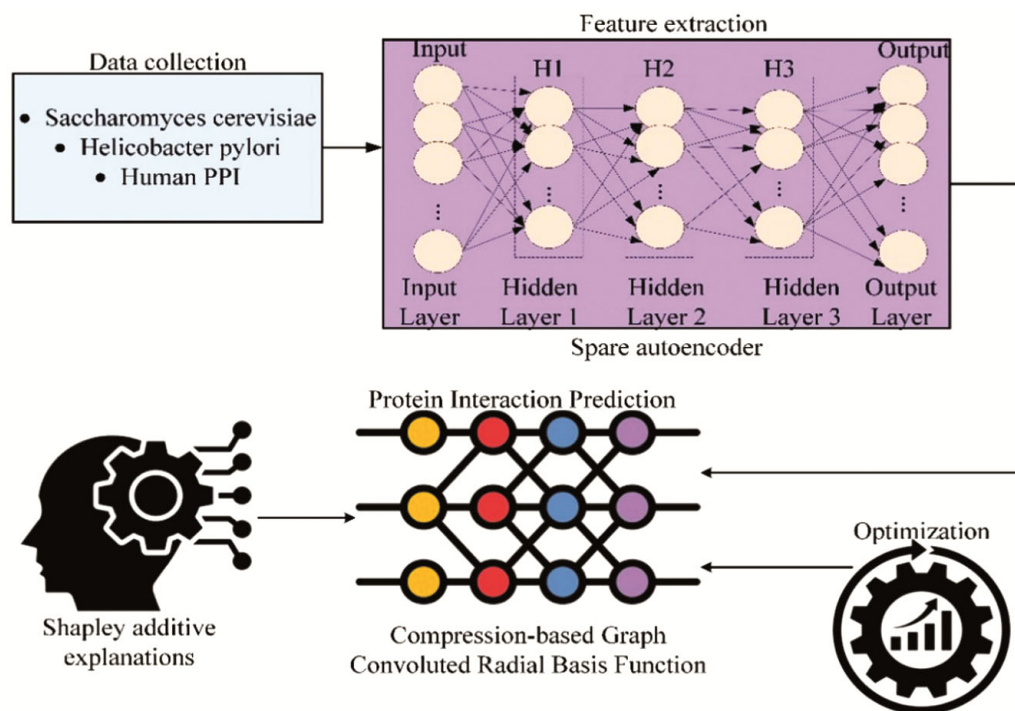 Data collection
● Saccharomyces cerevisiae
● Helicobacter pylori
● Human PPI
Feature extraction
Input
H1
H2
H3
Output
Input
Layer
Hidden
Layer 1
Hidden
Layer 2
Hidden
Layer 3
Output
Layer
Spare autoencoder
Protein Interaction Prediction
Shapley additive
explanations
Compression-based Graph
Convoluted Radial Basis Function
Optimization